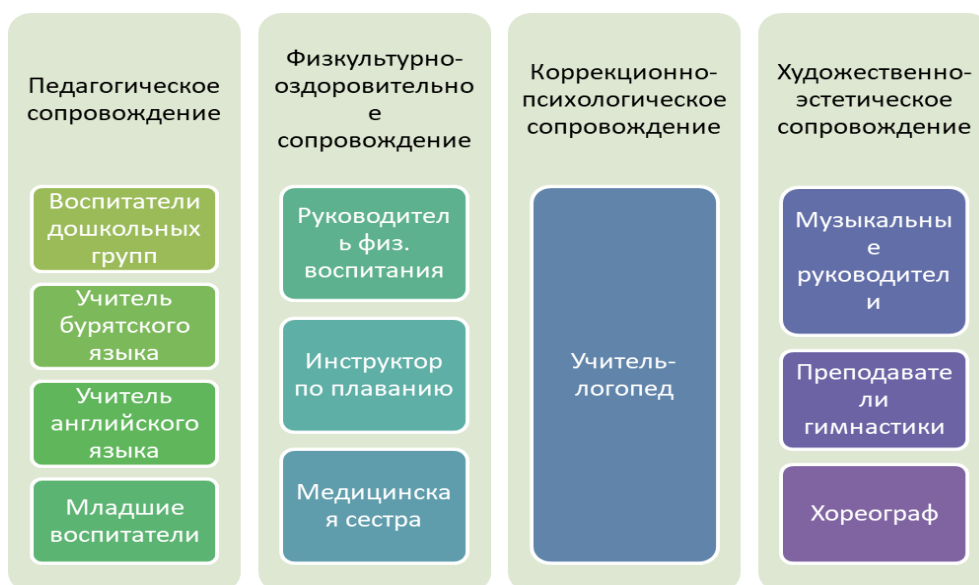 Педагогическое
сопровождение
Воспитатели
дошкольных
групп
Учитель
бурятского
языка
Учитель
английского
языка
Младшие
воспитатели
Физкультурно-
оздоровительно
е
сопровождение
Руководител
ь физ.
воспитания
Инструктор
по плаванию
Медицинска
я сестра
Коррекционно-
психологическое
сопровождение
Учитель-
логопед
Художественно-
эстетическое
сопровождение
Музыкальны
е
руководител
и
Преподавате
ли
гимнастики
Хореограф